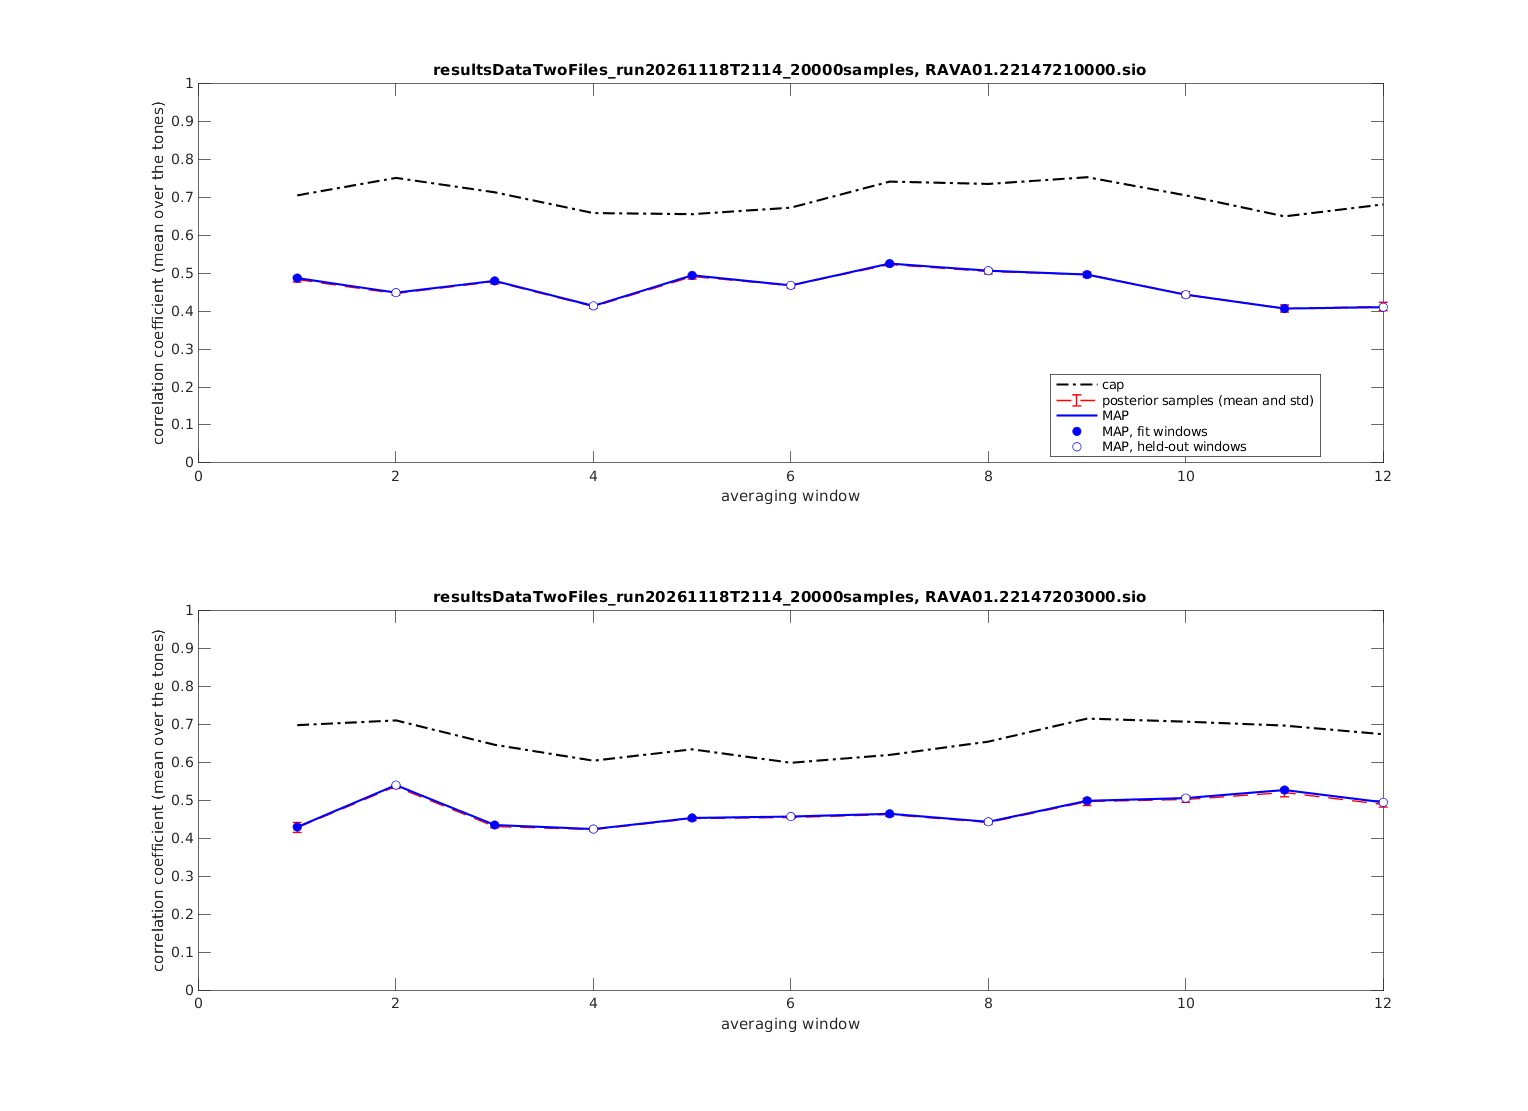 resultsDataTwoFiles_run20261118T2114_20000samples, RAVA01.22147210000.sio
correlation coefficient (mean over the tones)
1
0.9
0.8
0.7
0.6
0.5
0.4
0.3
0.2
0.1
0
cap
posterior samples (mean and std)
MAP
MAP, fit windows
MAP, held-out windows
0 2 4 6 8 10 12
averaging window
resultsDataTwoFiles_run20261118T2114_20000samples, RAVA01.22147203000.sio
correlation coefficient (mean over the tones)
1
0.9
0.8
0.7
0.6
0.5
0.4
0.3
0.2
0.1
0
0 2 4 6 8 10 12
averaging window